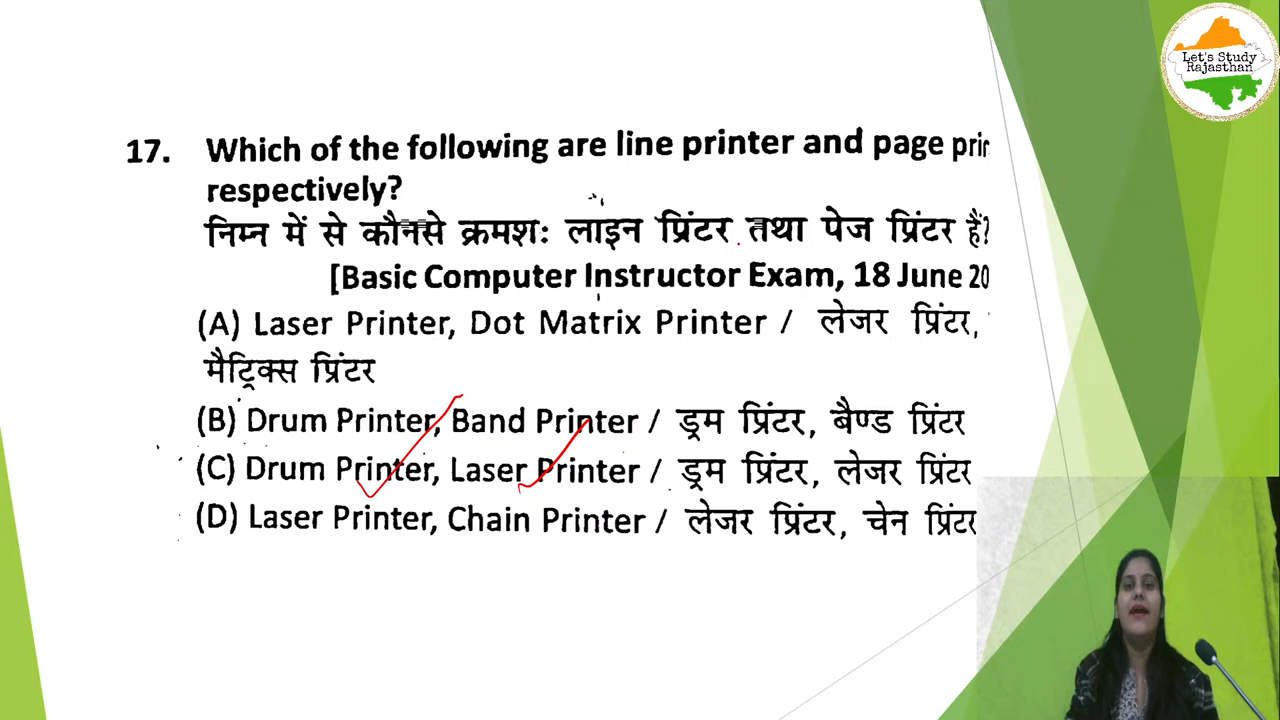 Let's Study
Rajasthan
17. Which of the following are line printer and page
respectively?
निम्न में से कौनसे क्रमशः लाइन प्रिंटर तथा पेज प्रिंटर हैं?
[Basic Computer Instructor Exam, 18 June 20
(A) Laser Printer, Dot Matrix Printer / लेजर प्रिंटर,
मैट्रिक्स प्रिंटर
(B) Drum Printer, Band Printer / ड्रम प्रिंटर, बैण्ड प्रिंटर
(C) Drum Printer, Laser Printer / ड्रम प्रिंटर, लेजर प्रिंटर
(D) Laser Printer, Chain Printer / लेजर प्रिंटर, चेन प्रिंटर